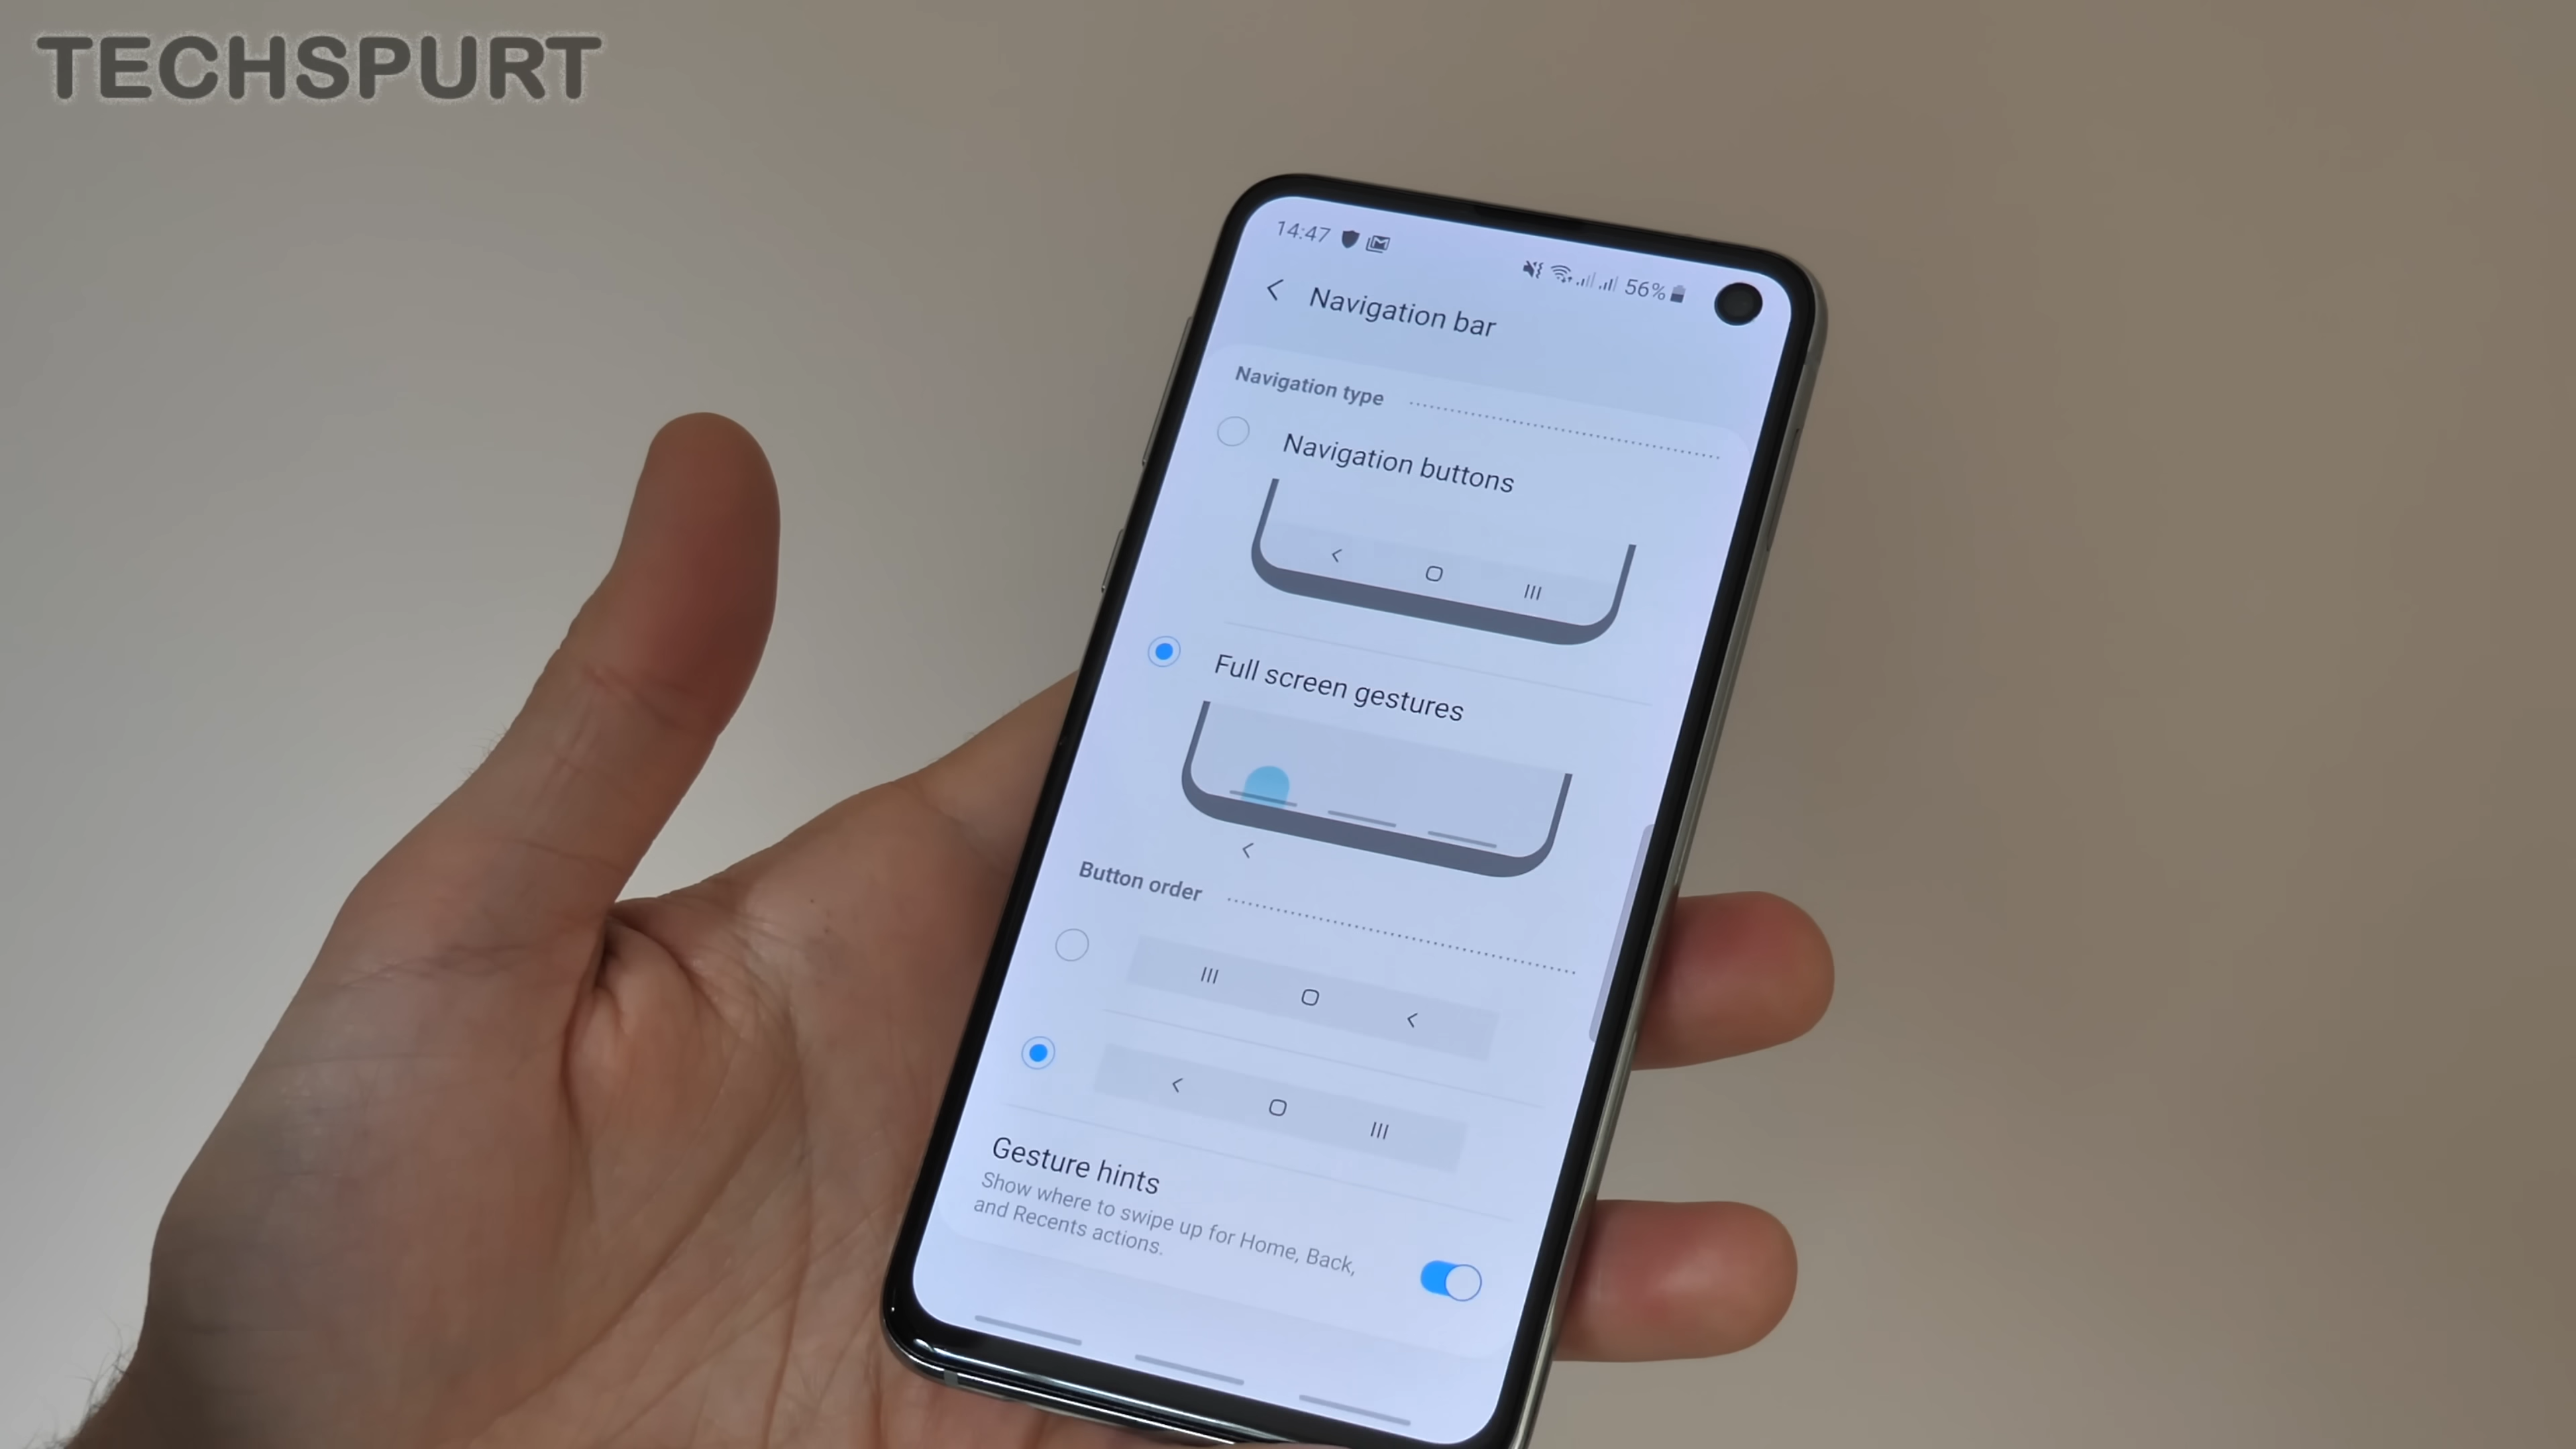 TECHSPURT
14:47
56%
Navigation bar
Navigation type
Navigation buttons
Full screen gestures
Button order
Gesture hints
Show where to swipe up for Home, Back,
and Recents actions.